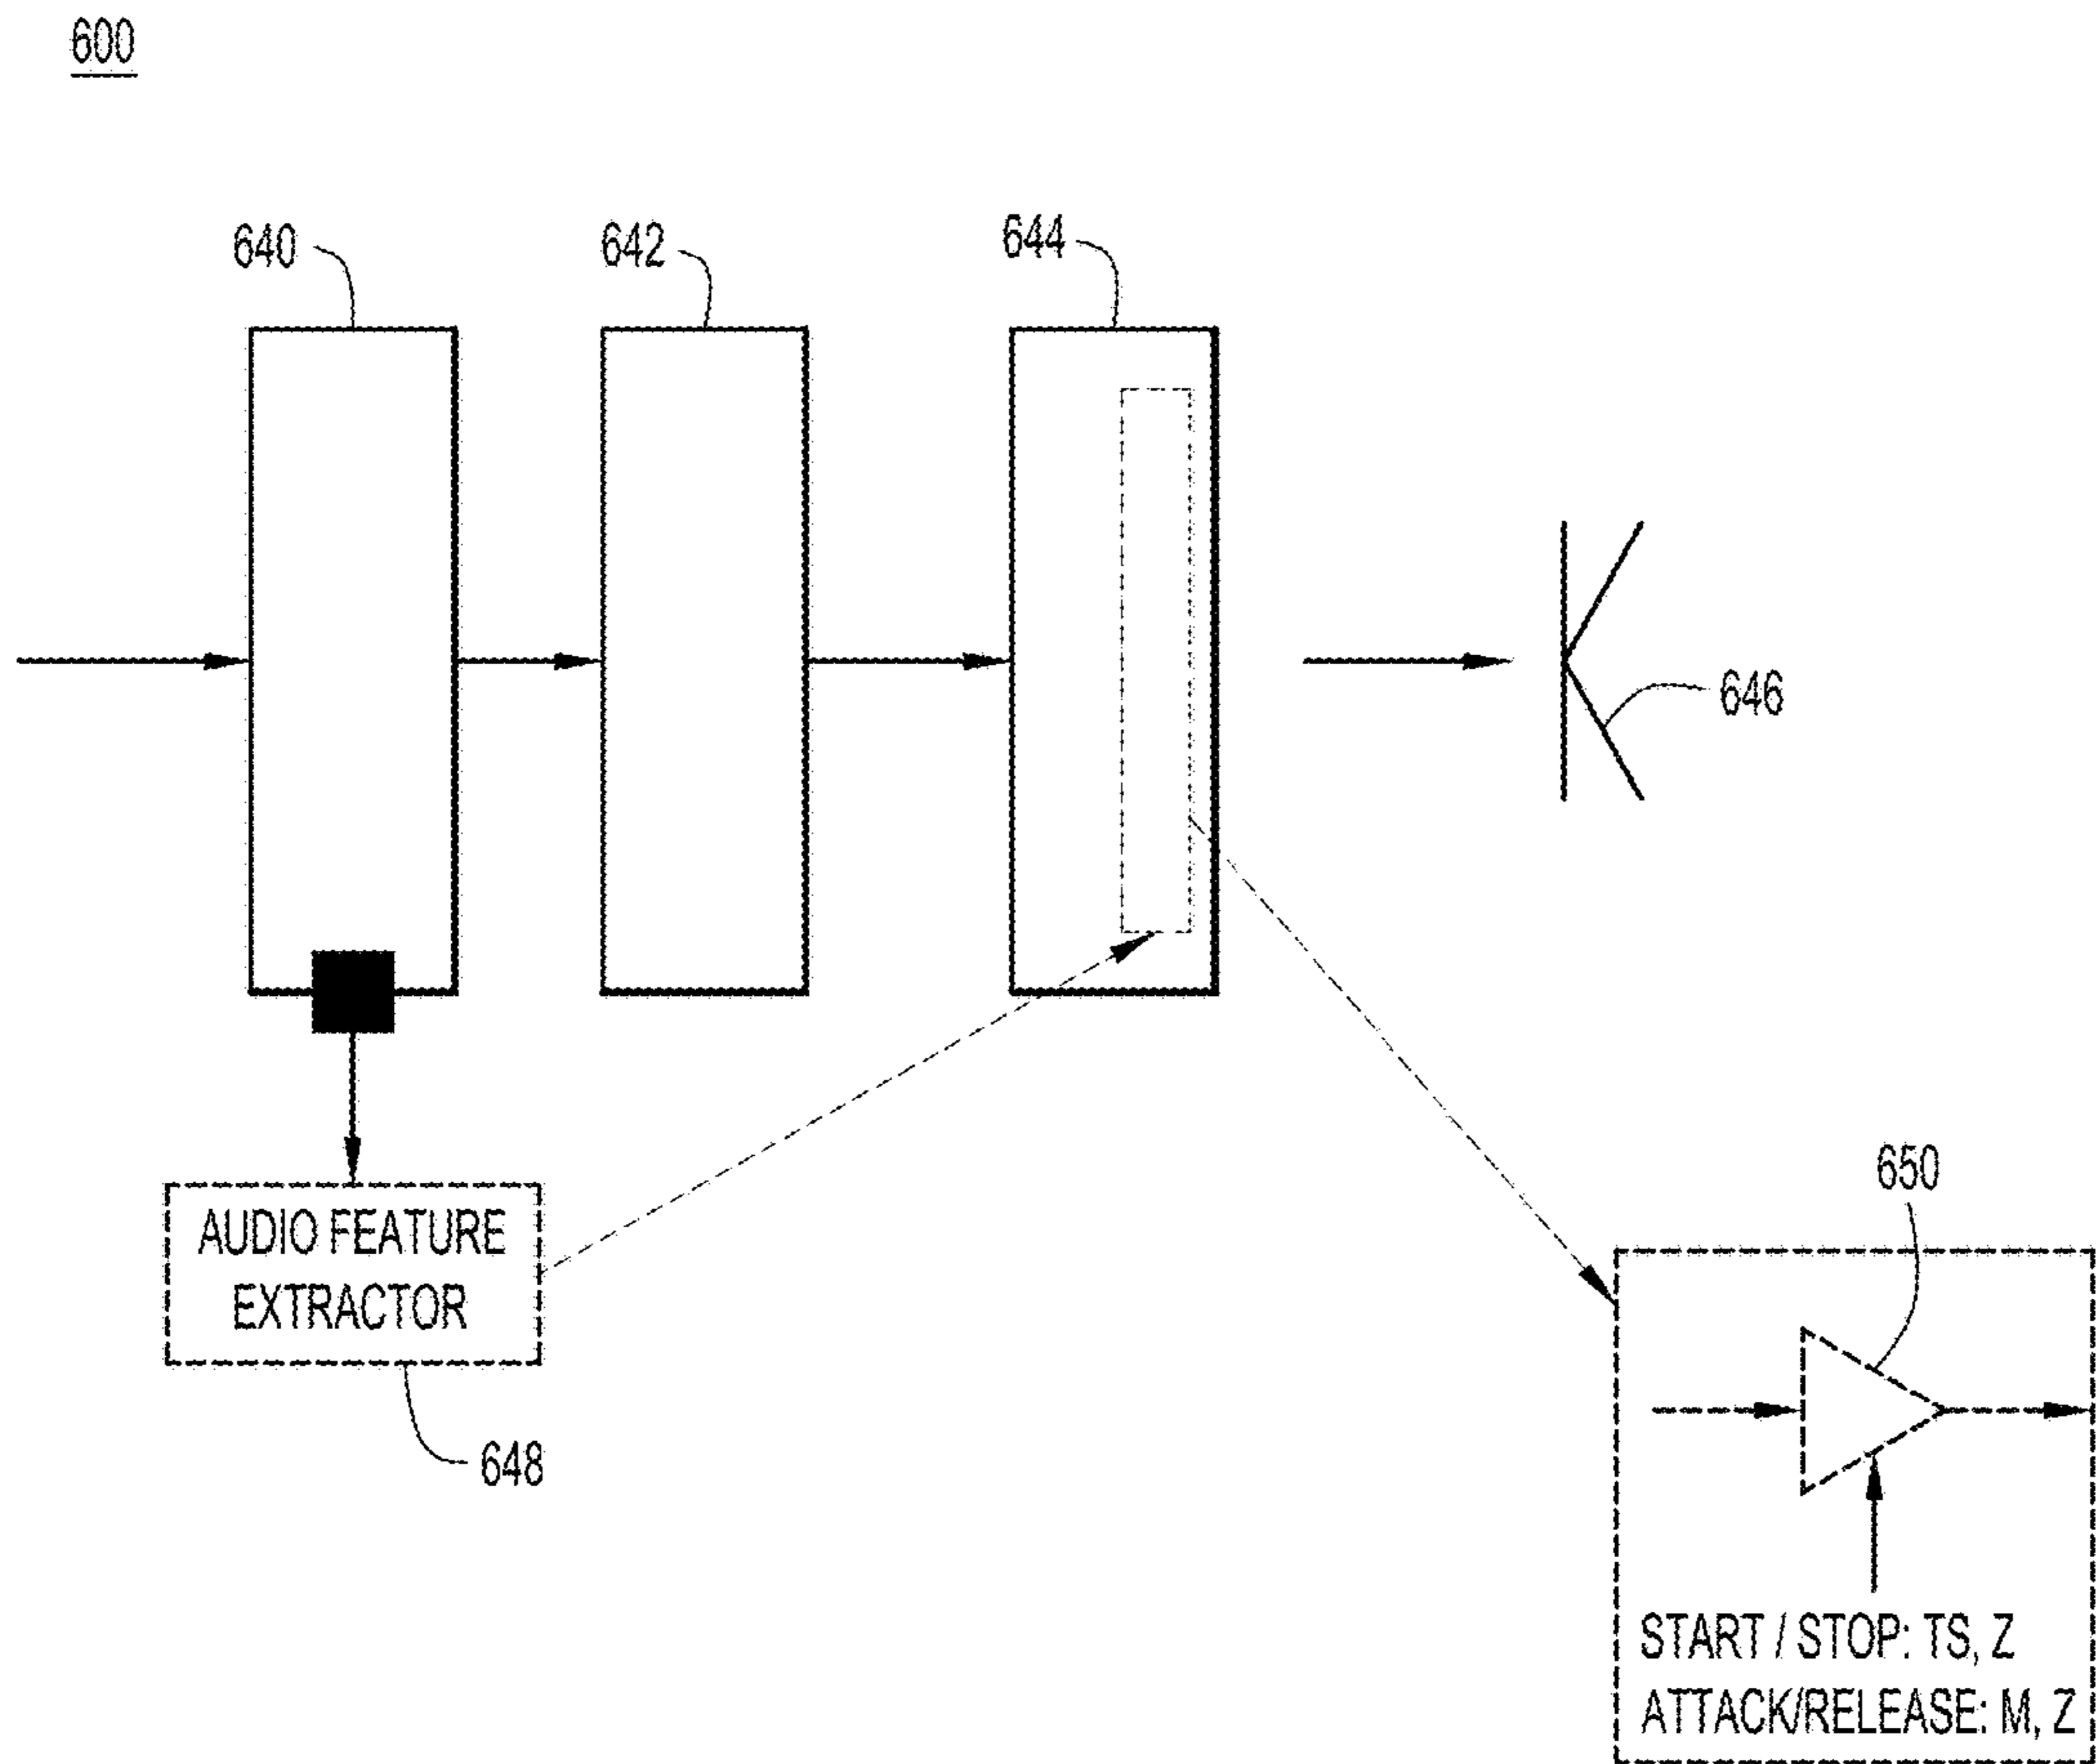 600
640
642
644
646
AUDIO FEATURE
EXTRACTOR
648
650
START / STOP: TS, Z
ATTACK/RELEASE: M, Z